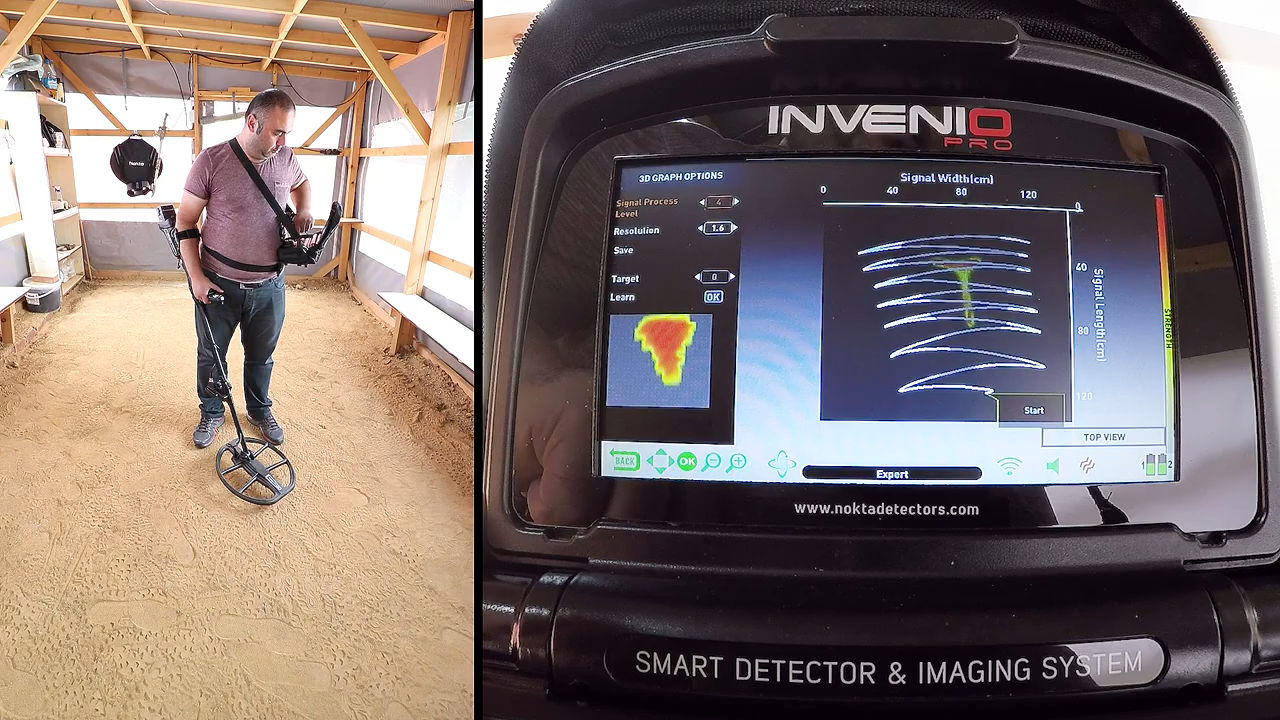 INVENIO
PRO
3D GRAPH OPTIONS
Signal Process
Level
4
Resolution
1.6
Save
Target
0
Learn
OK
Signal Width(cm)
0 40 80 120
0
40
80
120
Signal Length(cm)
STRENGTH
Start
TOP VIEW
BACK
OK
Expert
1 2
www.noktadetectors.com
SMART DETECTOR & IMAGING SYSTEM